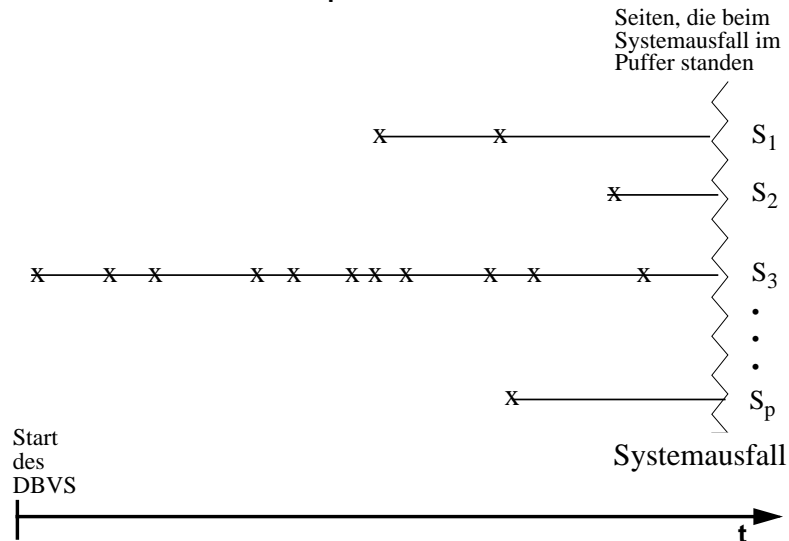 Seiten, die beim
Systemausfall im
Puffer standen
x x S1
x S2
x x x x x x x x x x x S3
x Sp
Start
des
DBVS
Systemausfall
t